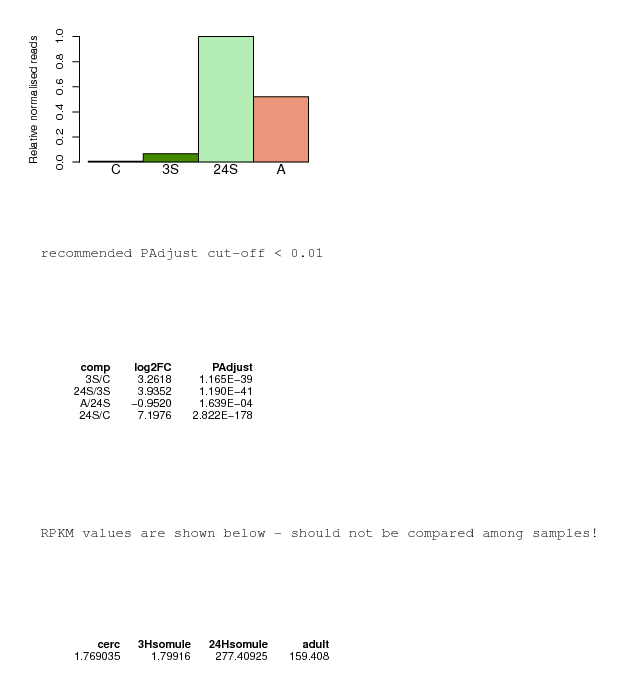 Relative normalised reads
1.0
0.8
0.6
0.4
0.2
0.0
C 3S 24S A
recommended PAdjust cut-off < 0.01
comp log2FC PAdjust
3S/C 3.2618 1.165E−39
24S/3S 3.9352 1.190E−41
A/24S −0.9520 1.639E−04
24S/C 7.1976 2.822E−178
RPKM values are shown below - should not be compared among samples!
cerc 3Hsomule 24Hsomule adult
1.769035 1.79916 277.40925 159.408